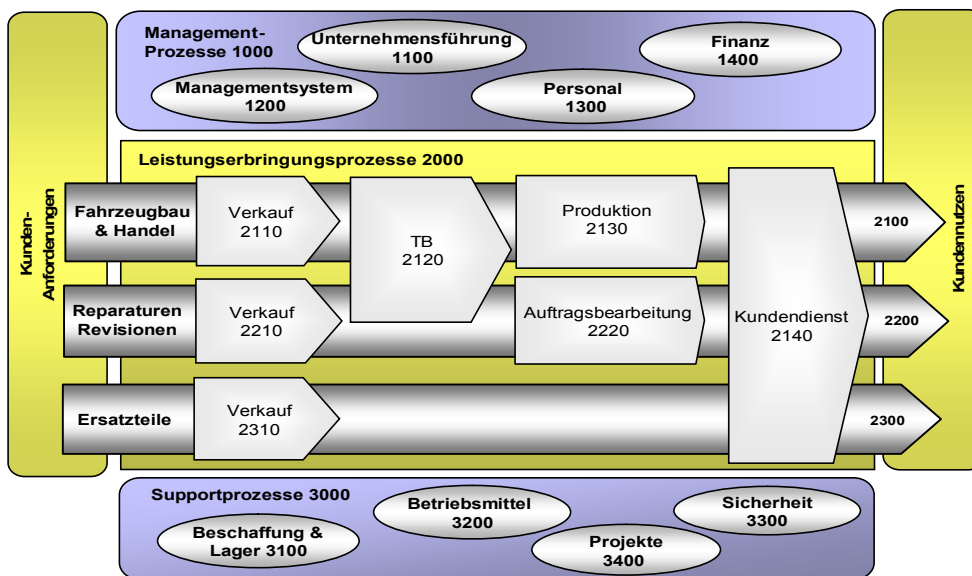 Management-
Prozesse 1000
Unternehmensführung
1100
Finanz
1400
Managementsystem
1200
Personal
1300
Kunden-
Anforderungen
Leistungserbringungsprozesse 2000
Fahrzeugbau
& Handel
Verkauf
2110
TB
2120
Produktion
2130
2100
Reparaturen
Revisionen
Verkauf
2210
Auftragsbearbeitung
2220
Kundendienst
2140
2200
Ersatzteile
Verkauf
2310
2300
Kundennutzen
Supportprozesse 3000
Betriebsmittel
3200
Sicherheit
3300
Beschaffung &
Lager 3100
Projekte
3400